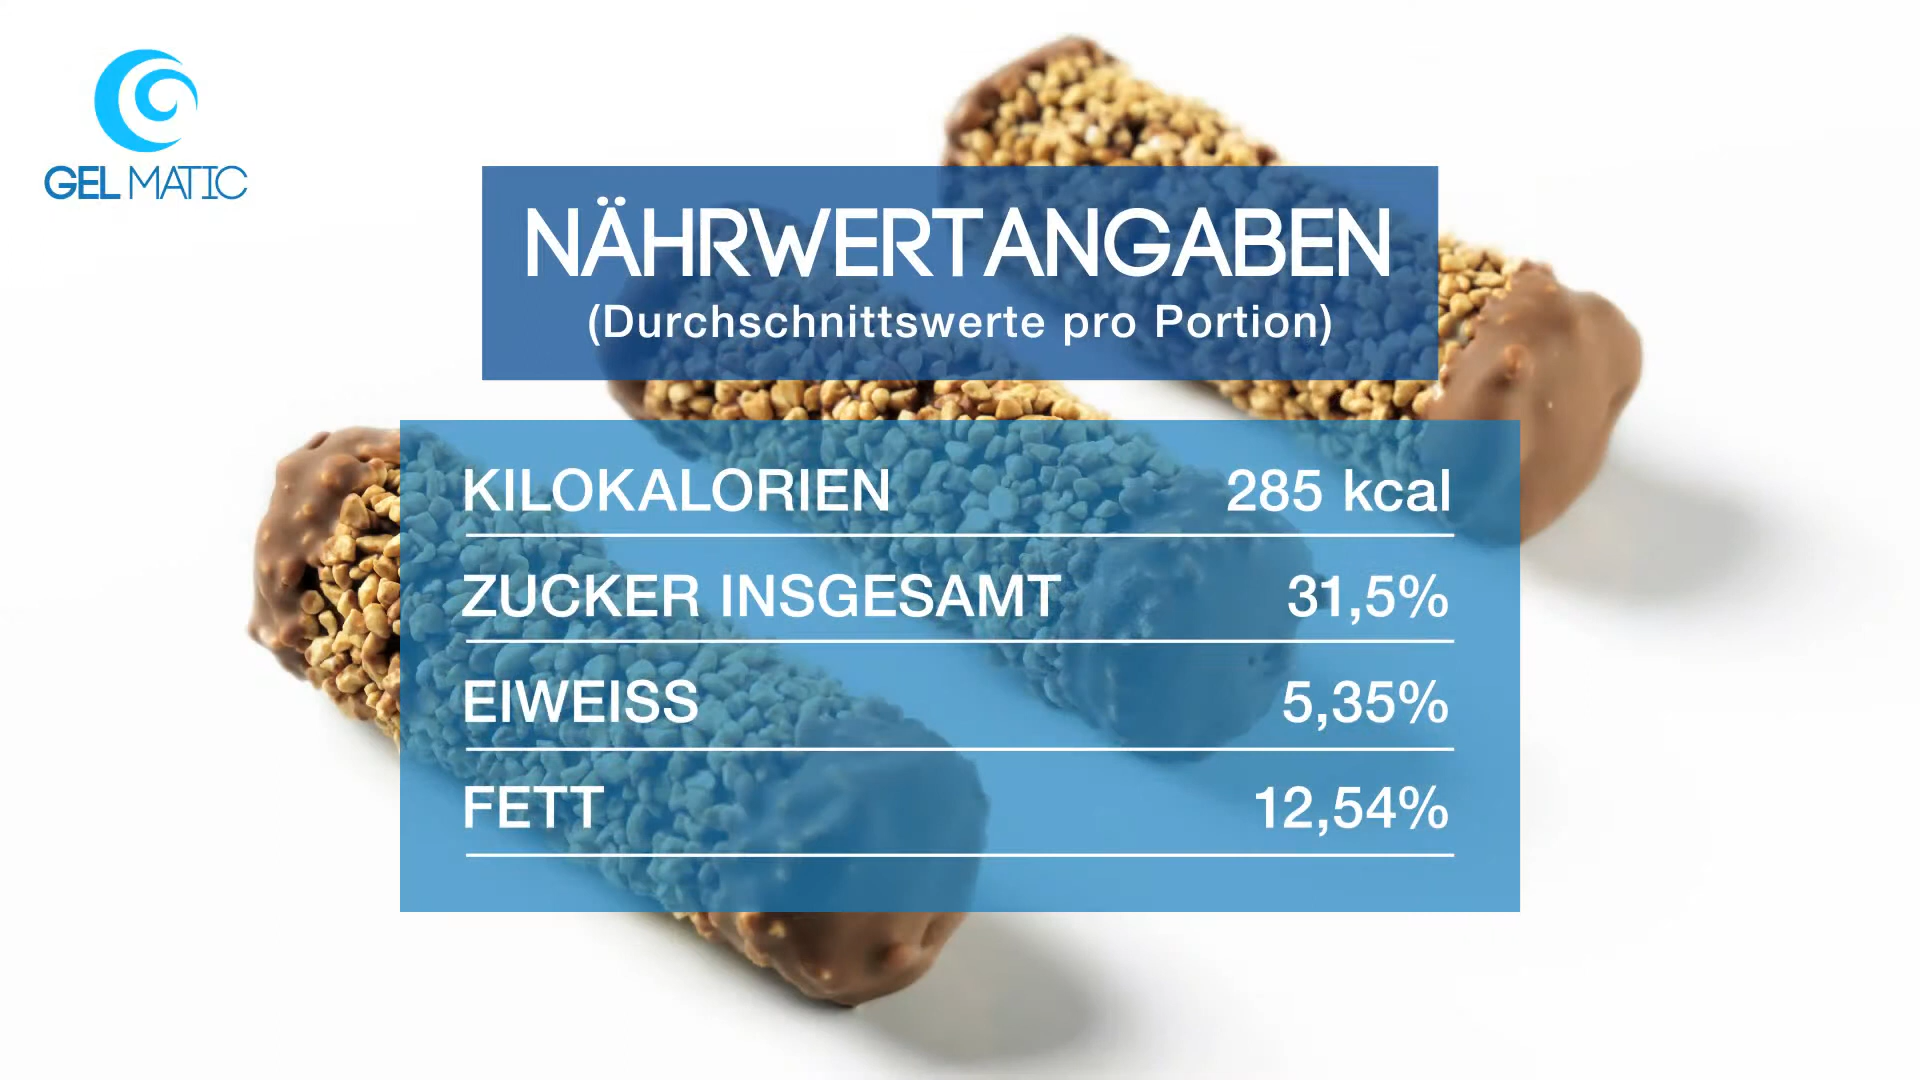 GEL MATIC
NÄHRWERTANGABEN
(Durchschnittswerte pro Portion)
KILOKALORIEN 285 kcal
ZUCKER INSGESAMT 31,5%
EIWEISS 5,35%
FETT 12,54%